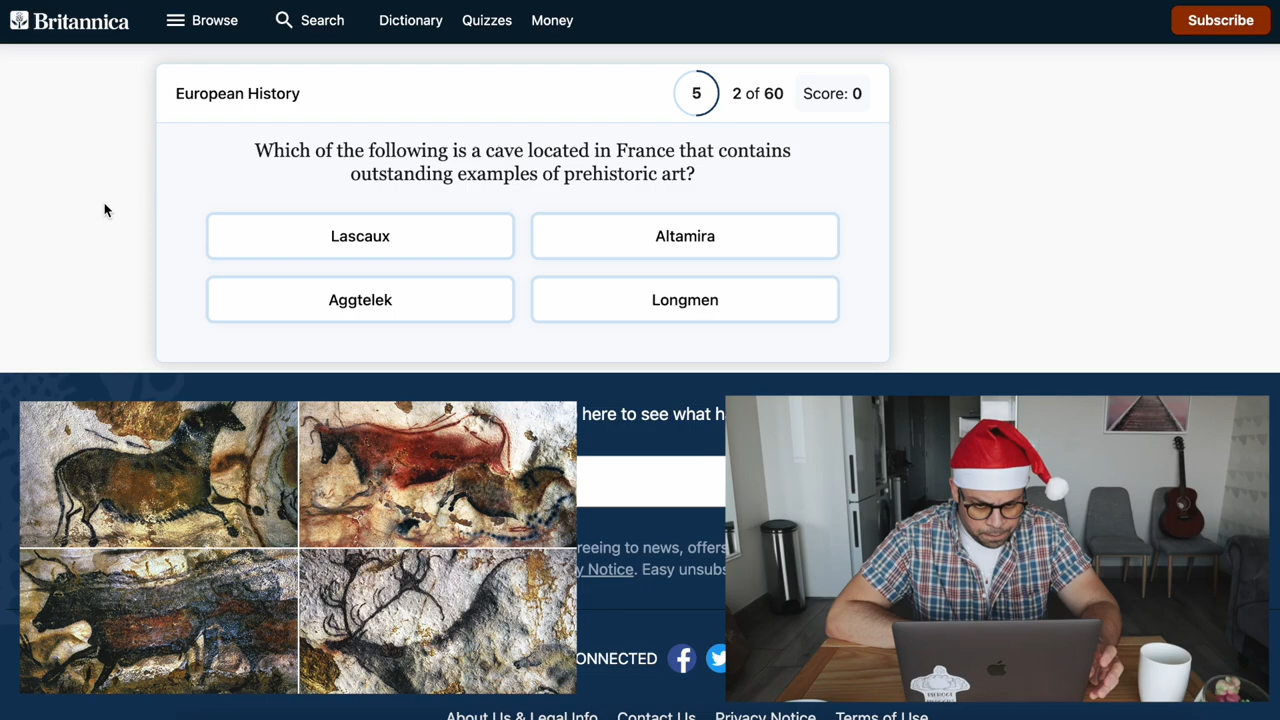 Britannica
Browse
Search
Dictionary
Quizzes
Money
Subscribe
European History
5
2 of 60
Score: 0
Which of the following is a cave located in France that contains
outstanding examples of prehistoric art?
Lascaux
Altamira
Aggtelek
Longmen
here to see what h
reeing to news, offers
y Notice. Easy unsubs
ONNECTED
About Us & Legal Info
Contact Us
Privacy Notice
Terms of Use